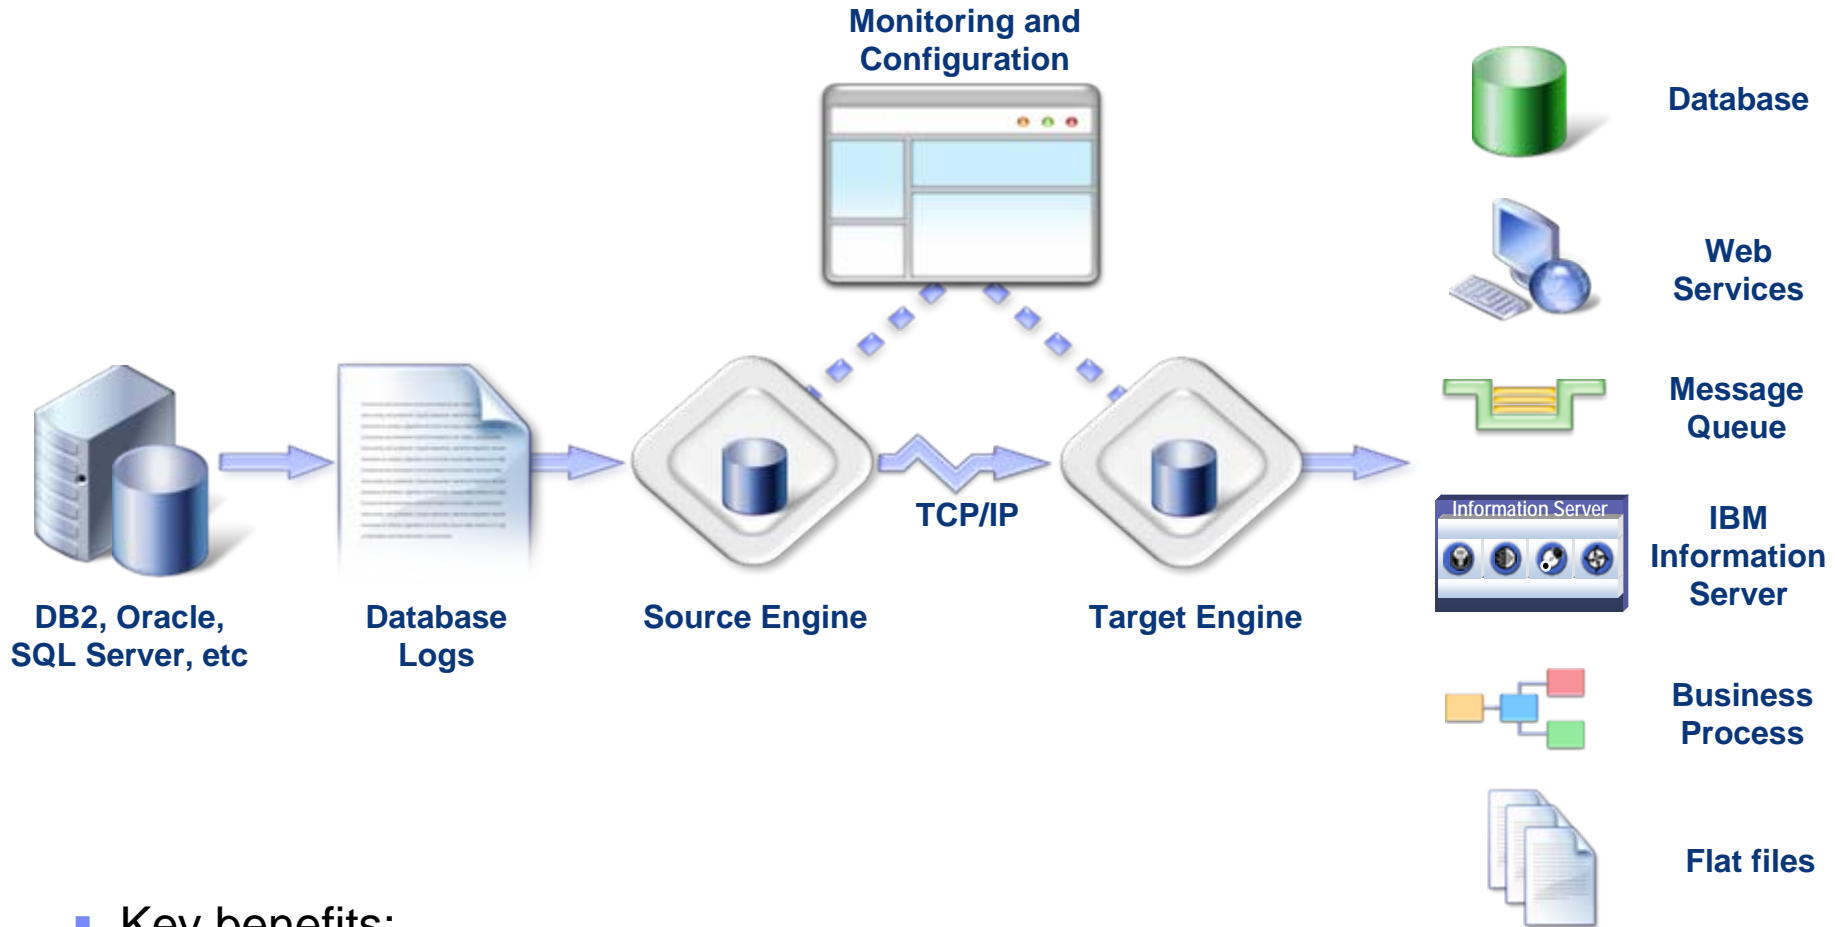 Monitoring and
Configuration
Database
Web
Services
Message
Queue
TCP/IP
Information Server
IBM
Information
Server
DB2, Oracle,
SQL Server, etc
Database
Logs
Source Engine
Target Engine
Business
Process
Flat files
Key benefits: